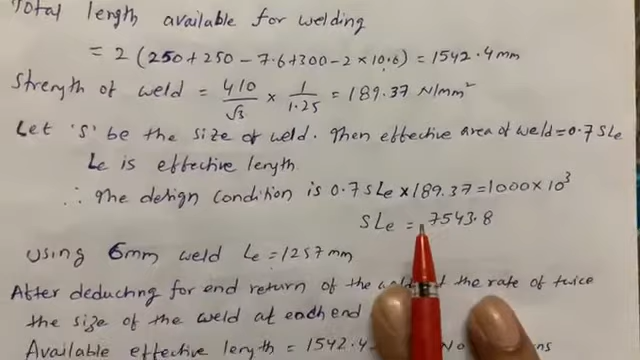 Total length available for welding
= 2 (250+250-7.6+300-2×10.6) = 1542.4 mm
Strength of weld = 410/√3 × 1/1.25 = 189.37 N/mm²
Let 's' be the size of weld. Then effective area of weld = 0.7 SLe
Le is effective length.
∴ The design condition is 0.7 sLe × 189.37 = 1000 × 10³
SLe = 7543.8
Using 6mm weld Le = 1257 mm
After deducting for end return of the at the rate of twice
the size of the weld at each end
Available effective length = 1542.4